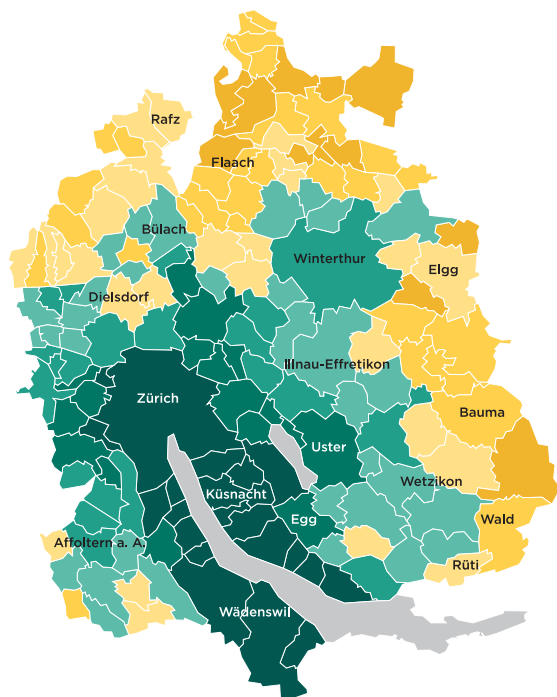 Rafz
Flaach
Bülach
Winterthur
Elgg
Dielsdorf
Illnau-Effretikon
Zürich
Bauma
Uster
Wetzikon
Küsnacht
Egg
Wald
Affoltern a. A.
Rüti
Wädenswil